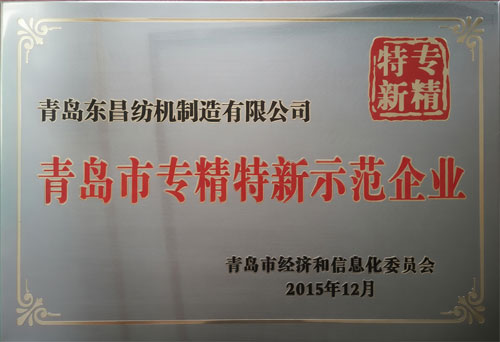 专精
特新
青岛东昌纺机制造有限公司
青岛市专精特新示范企业
青岛市经济和信息化委员会
2015年12月